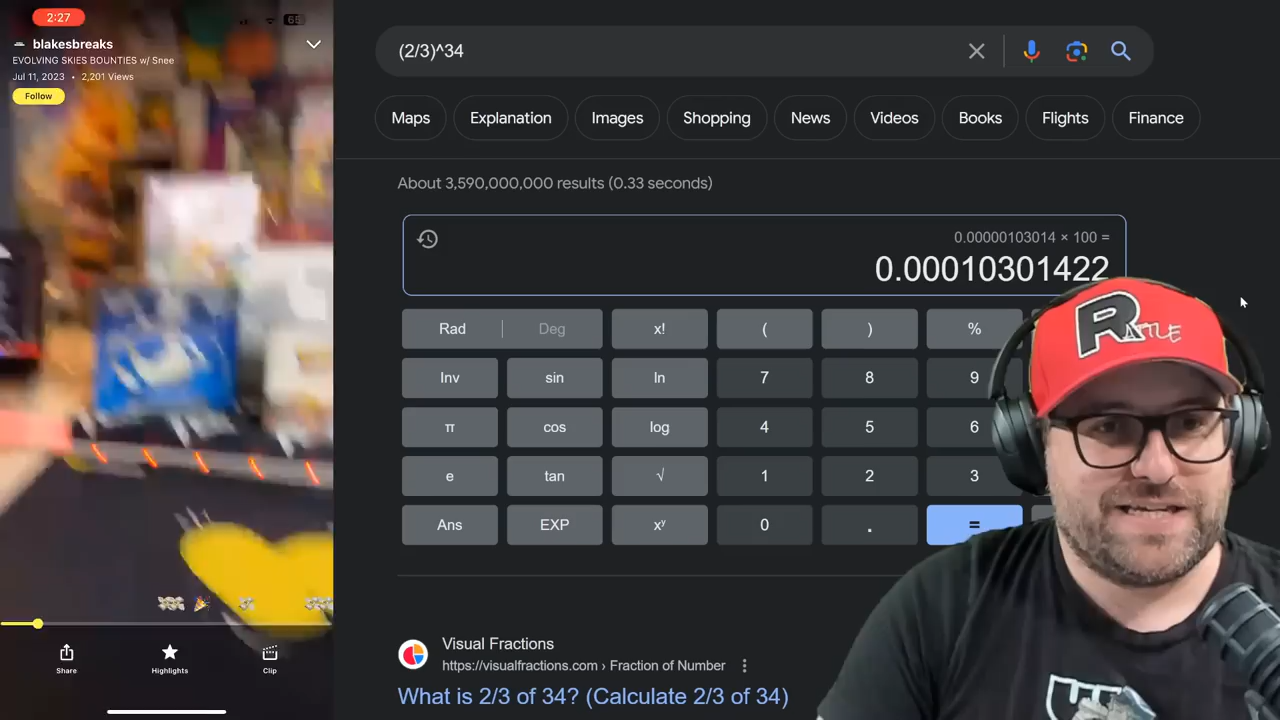 2:27
65
blakesbreaks
EVOLVING SKIES BOUNTIES w/ Snee
Jul 11, 2023 • 2,201 Views
Follow
Share
Highlights
Clip
(2/3)^34
Maps
Explanation
Images
Shopping
News
Videos
Books
Flights
Finance
About 3,590,000,000 results (0.33 seconds)
0.00000103014 × 100 =
0.00010301422
Rad
Deg
x!
(
)
%
Inv
sin
ln
7
8
9
π
cos
log
4
5
6
e
tan
√
1
2
3
Ans
EXP
xʸ
0
.
=
Visual Fractions
https://visualfractions.com › Fraction of Number
What is 2/3 of 34? (Calculate 2/3 of 34)
RATTLE